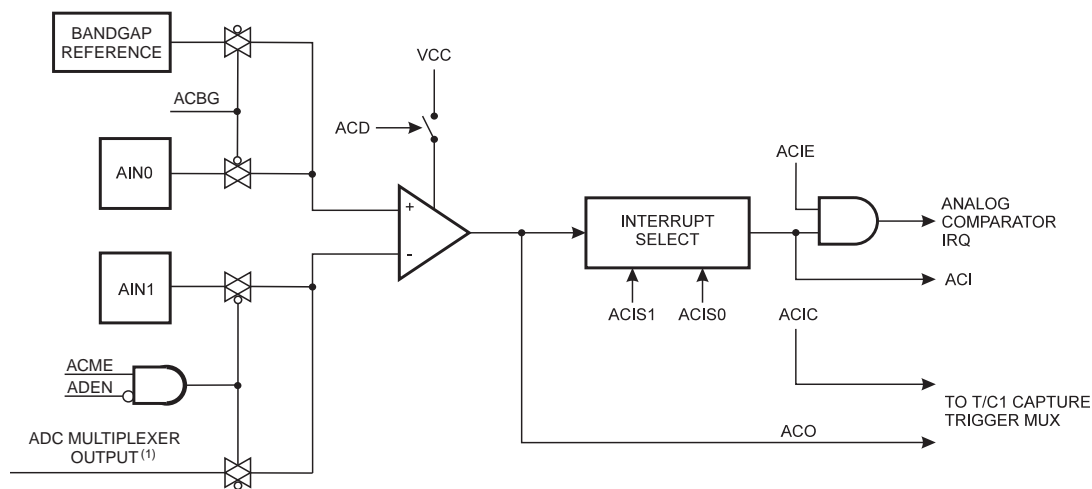 BANDGAP
REFERENCE
ACBG
AIN0
AIN1
ACME
ADEN
ADC MULTIPLEXER
OUTPUT (1)
VCC
ACD
+
-
INTERRUPT
SELECT
ACIS1
ACIS0
ACIE
ANALOG
COMPARATOR
IRQ
ACI
ACIC
TO T/C1 CAPTURE
TRIGGER MUX
ACO